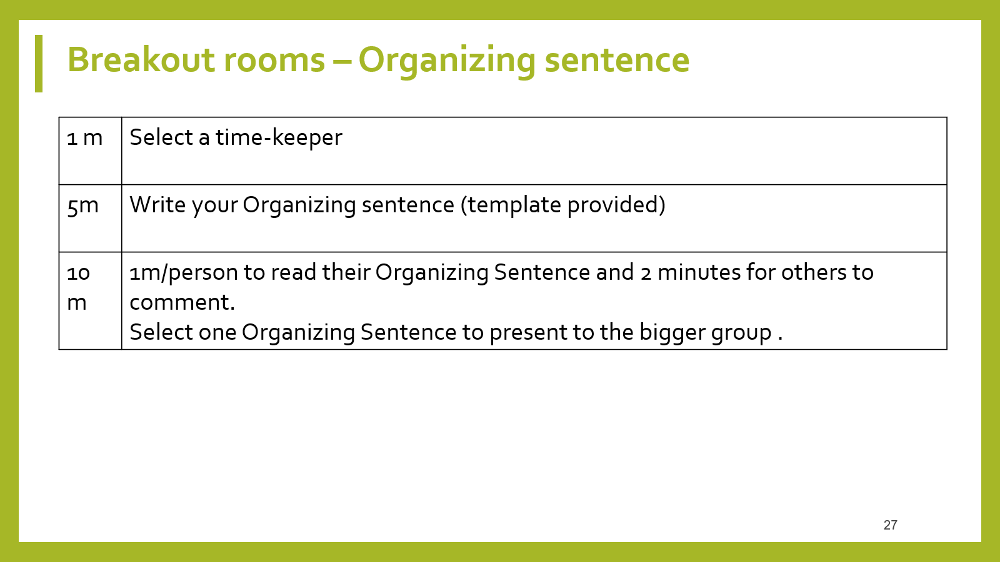 Breakout rooms – Organizing sentence
1 m
Select a time-keeper
5m
Write your Organizing sentence (template provided)
10
m
1m/person to read their Organizing Sentence and 2 minutes for others to
comment.
Select one Organizing Sentence to present to the bigger group .
27